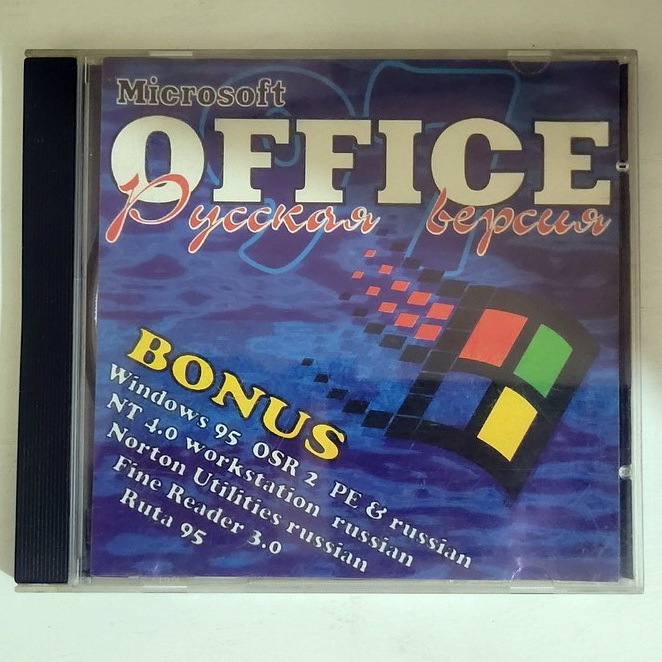 Microsoft
OFFICE
97
Русская версия
BONUS
Windows 95 OSR 2 PE & russian
NT 4.0 workstation russian
Norton Utilities russian
Fine Reader 3.0
Ruta 95